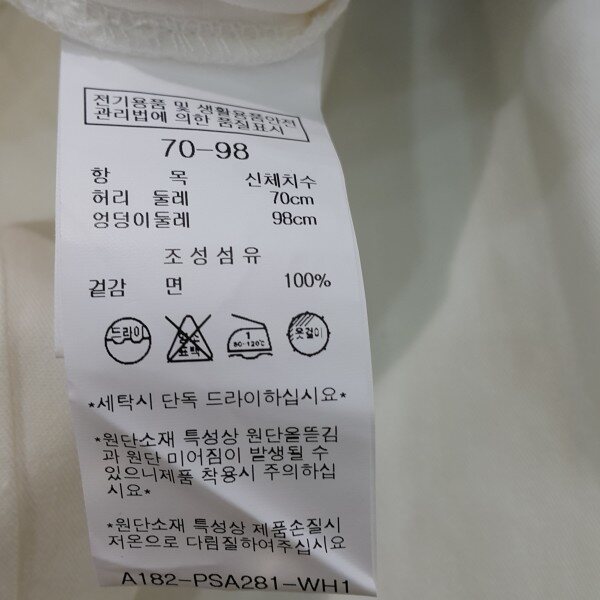 전기용품 및 생활용품안전
관리법에 의한 품질표시
70-98
항 목 신체치수
허리 둘레 70cm
엉덩이둘레 98cm
조성섬유
겉감 면 100%
드라이 표백 1 80-120℃ 옷걸이
*세탁시 단독 드라이하십시요*
*원단소재 특성상 원단올뜯김
과 원단 미어짐이 발생될 수
있으니제품 착용시 주의하십
시요*
*원단소재 특성상 제품손질시
저온으로 다림질하여주십시요
A182-PSA281-WH1